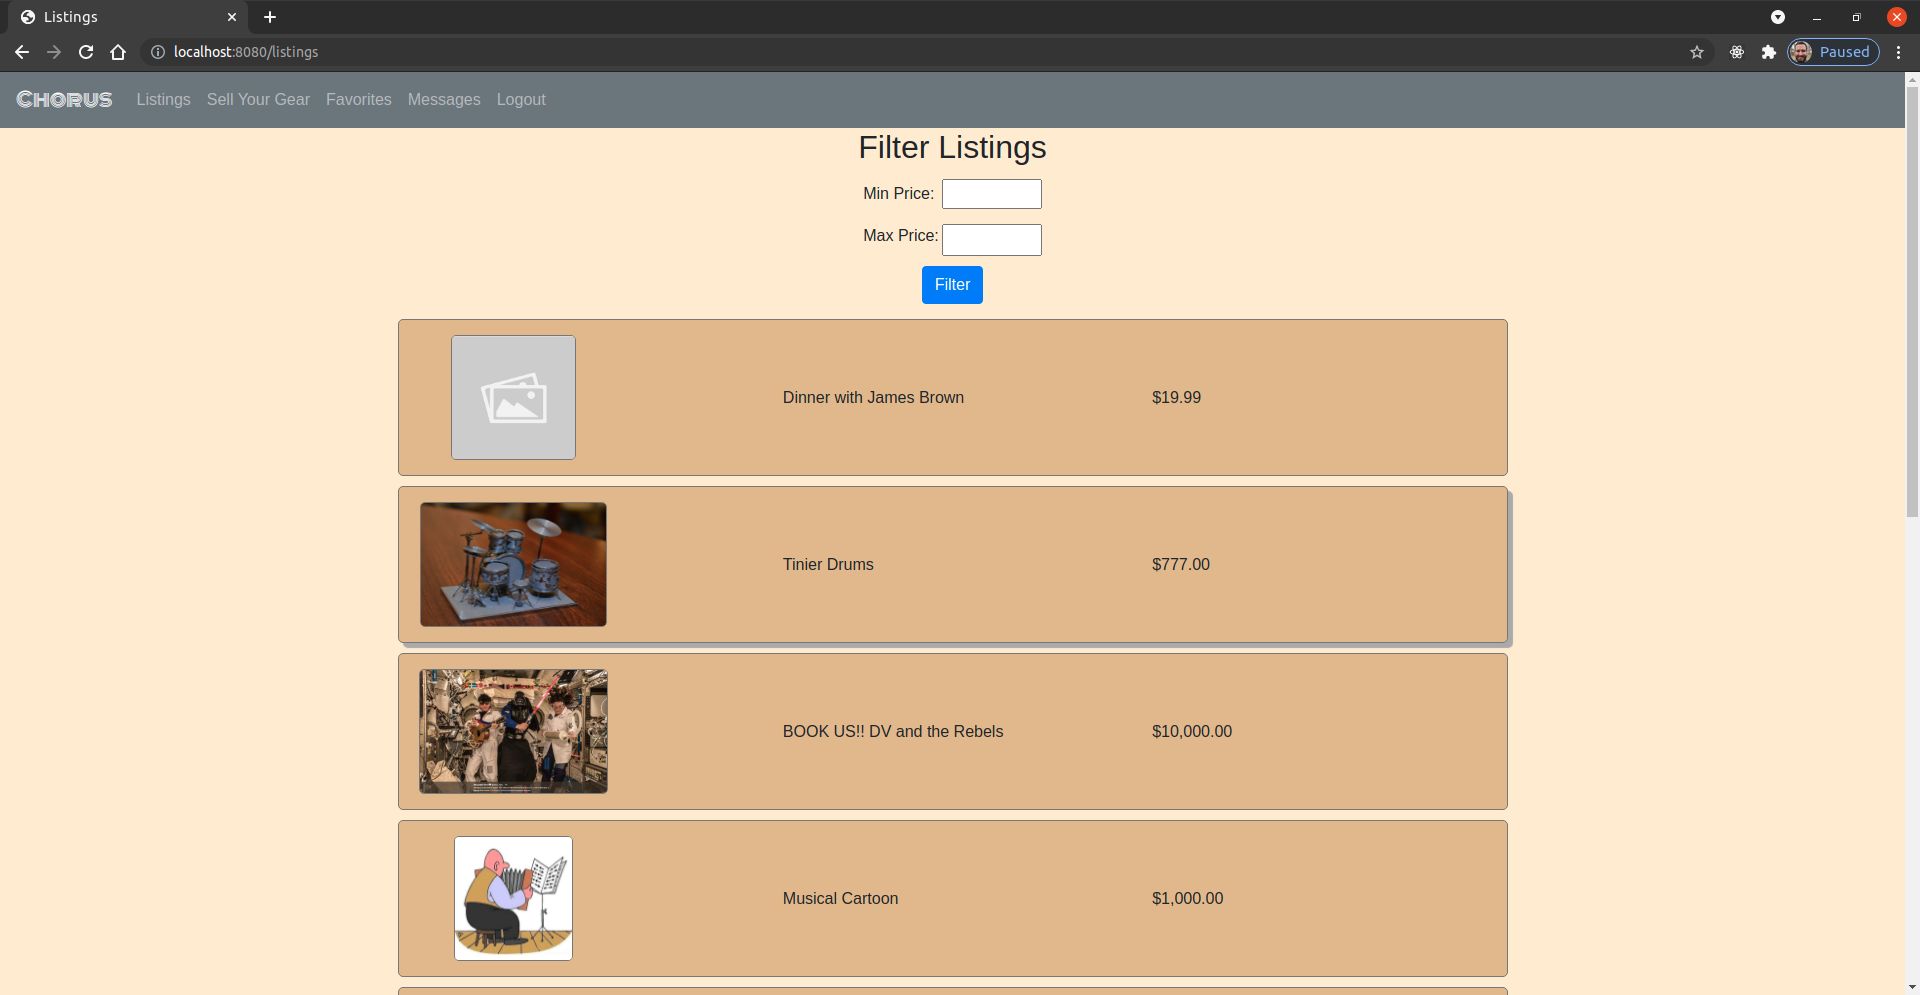 Listings
Paused
localhost:8080/listings
CHORUS Listings Sell Your Gear Favorites Messages Logout
Filter Listings
Min Price:
Max Price:
Filter
Dinner with James Brown $19.99
Tinier Drums $777.00
BOOK US!! DV and the Rebels $10,000.00
Musical Cartoon $1,000.00